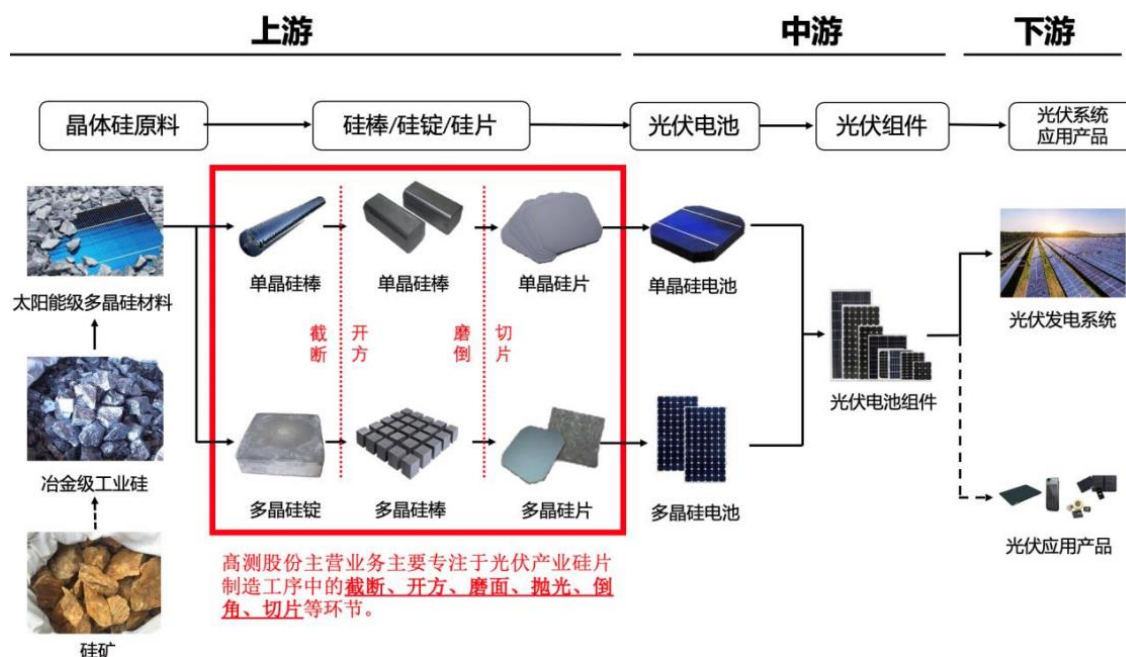 上游
中游
下游
晶体硅原料
硅棒/硅锭/硅片
光伏电池
光伏组件
光伏系统
应用产品
单晶硅棒
单晶硅棒
单晶硅片
单晶硅电池
太阳能级多晶硅材料
光伏发电系统
截断
开方
磨倒
切片
光伏电池组件
冶金级工业硅
多晶硅锭
多晶硅棒
多晶硅片
多晶硅电池
光伏应用产品
高测股份主营业务主要专注于光伏产业硅片
制造工序中的截断、开方、磨面、抛光、倒
角、切片等环节。
硅矿